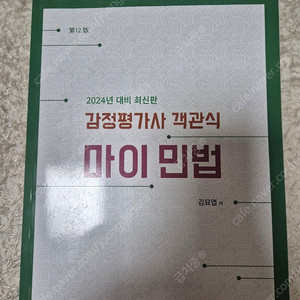 第12版
2024년 대비 최신판
감정평가사 객관식
마이 민법
김묘엽 저